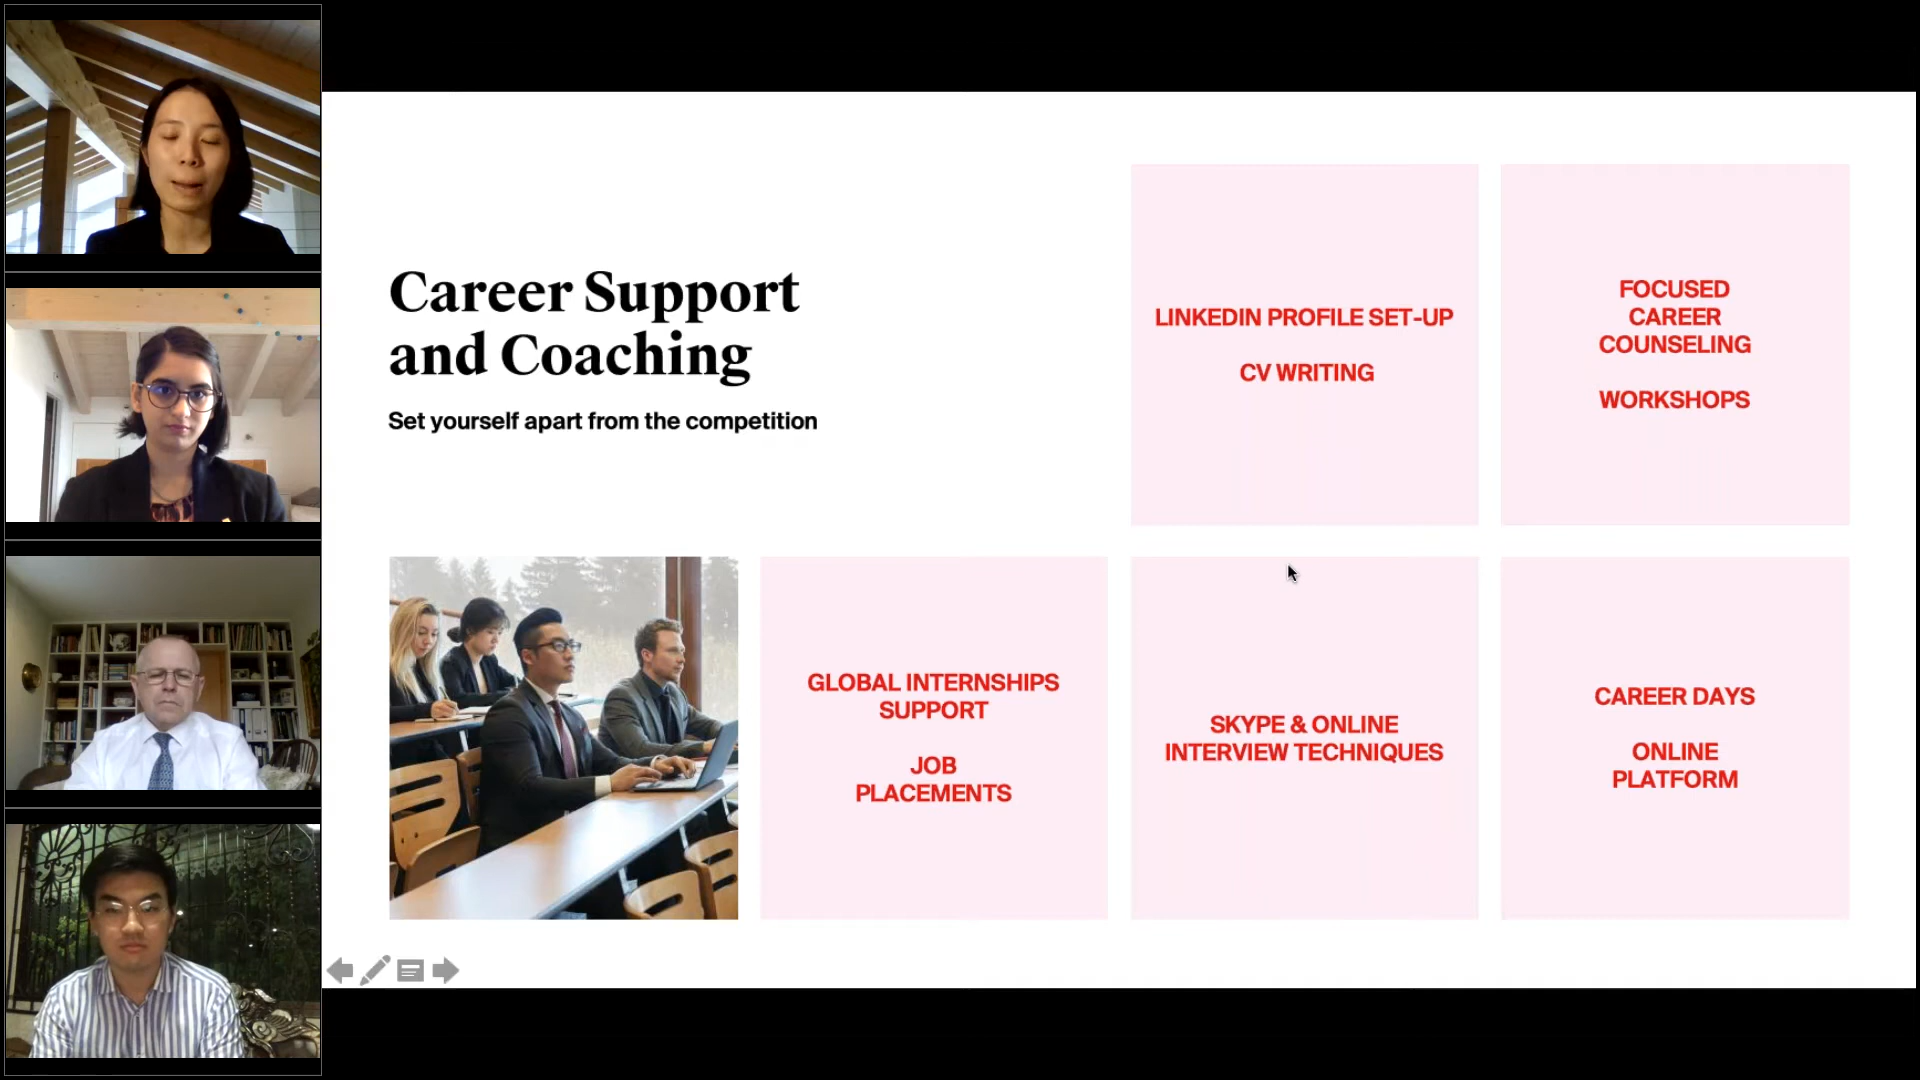 Career Support
and Coaching
Set yourself apart from the competition
LINKEDIN PROFILE SET-UP
CV WRITING
FOCUSED
CAREER
COUNSELING
WORKSHOPS
GLOBAL INTERNSHIPS
SUPPORT
JOB
PLACEMENTS
SKYPE & ONLINE
INTERVIEW TECHNIQUES
CAREER DAYS
ONLINE
PLATFORM